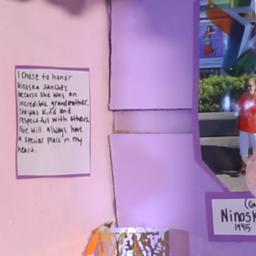 I chose to honor
Ninoska Sanchez
because she was an
incredible grandmother.
She was kind and
respectful with others.
She will always have
a special place in my
heart.
Ninosk
1995